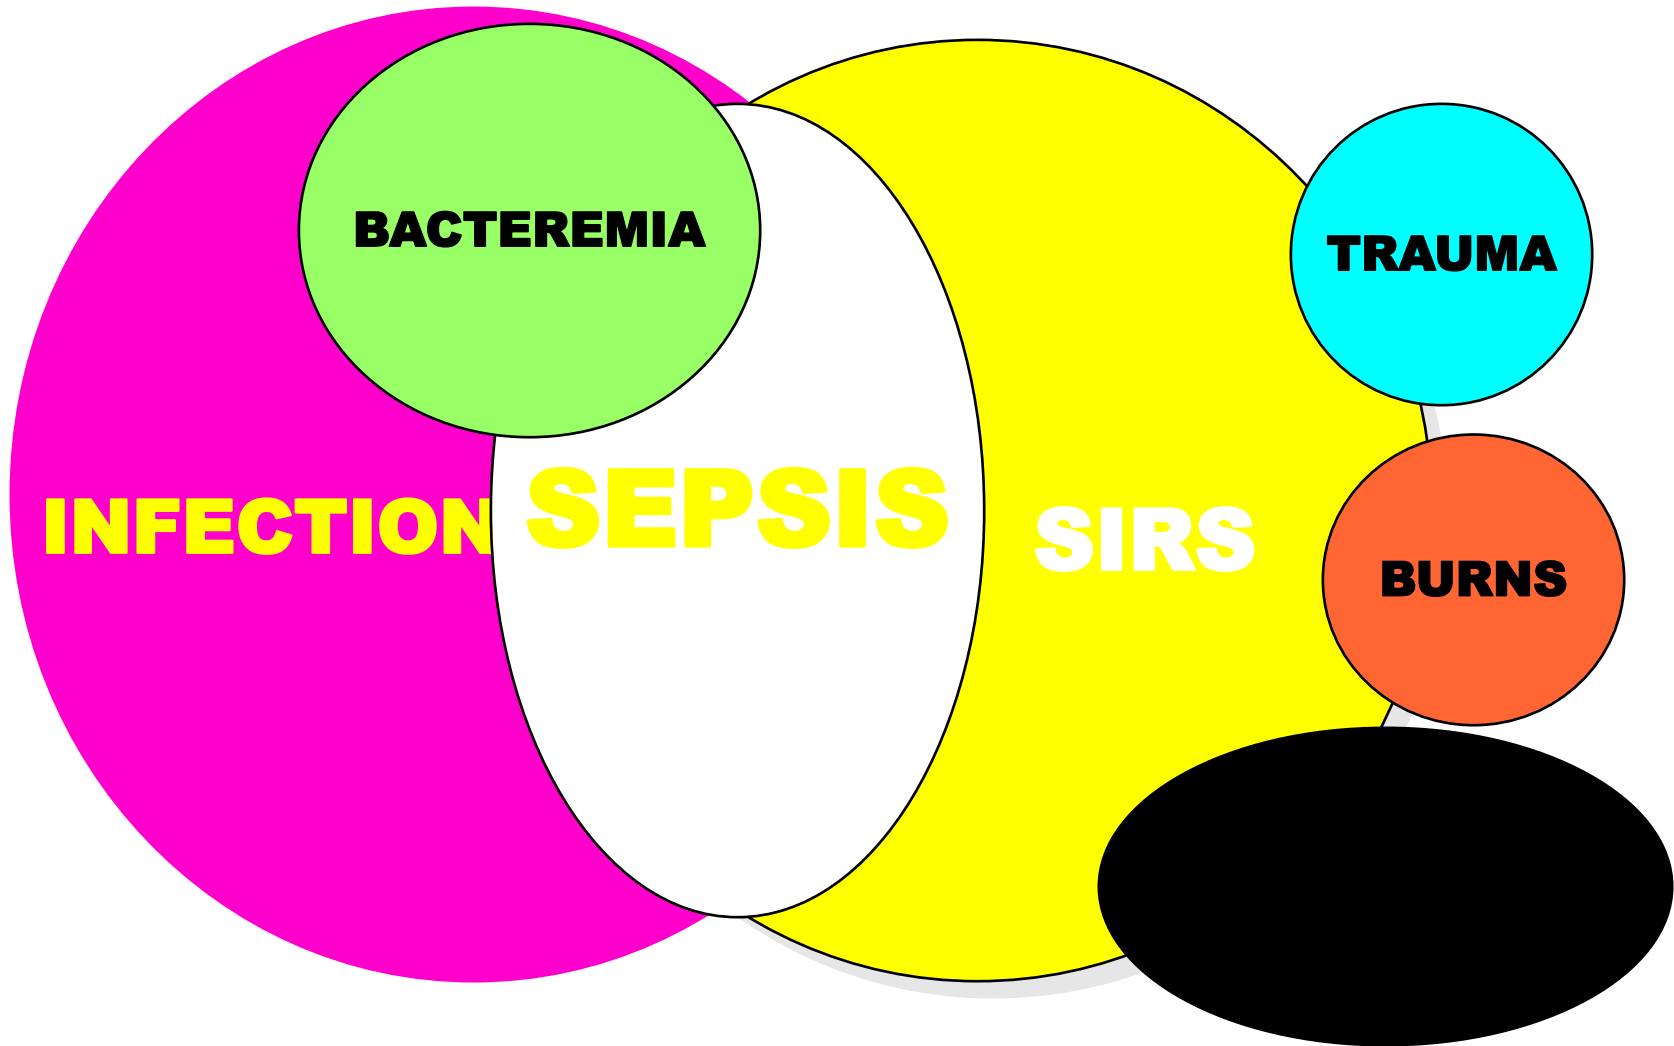 BACTEREMIA
TRAUMA
INFECTION
SEPSIS
SIRS
BURNS